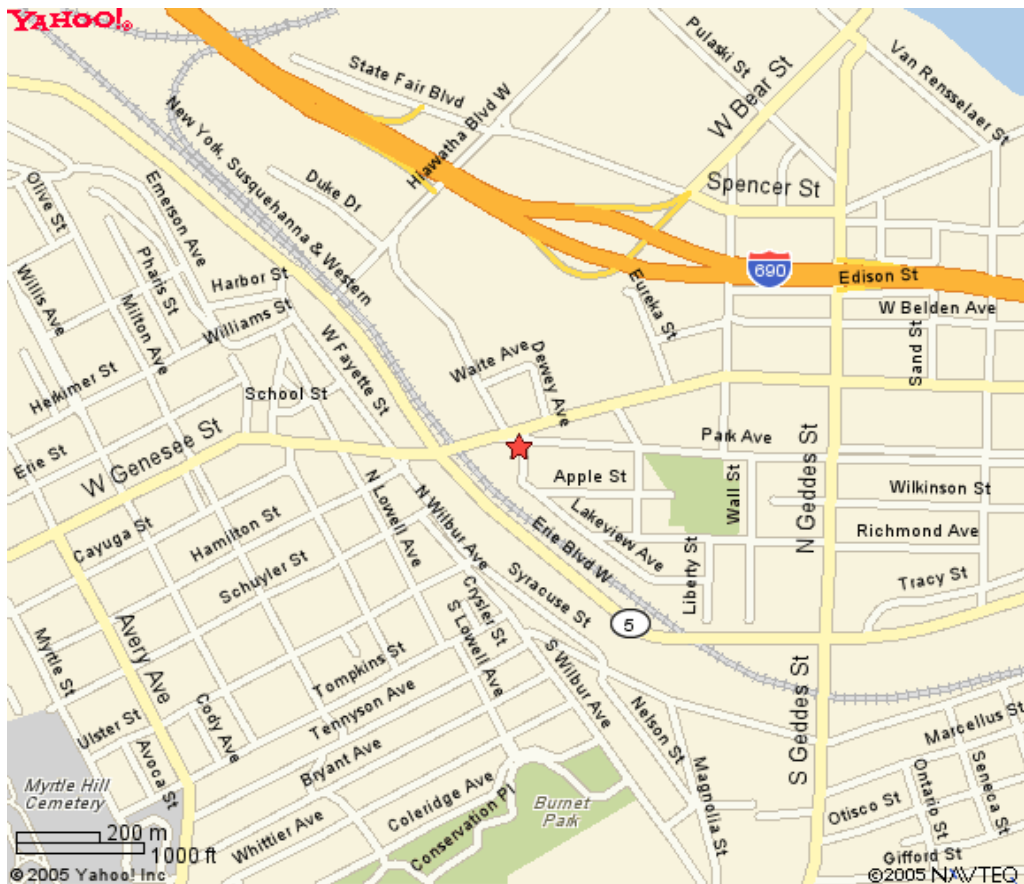 YAHOO!
State Fair Blvd
Pulaski St
W Bear St
Van Rensselaer St
New York, Susquehanna & Western
Hiawatha Blvd W
Duke Dr
Spencer St
Olive St
Emerson Ave
Pharis St
Willis Ave
Milton Ave
Harbor St
Williams St
690
Edison St
Eureka St
W Belden Ave
Sand St
Herkimer St
W Fayette St
Waite Ave
Dewey Ave
School St
Erie St
W Genesee St
Park Ave
N Geddes St
Apple St
Wall St
Wilkinson St
N Lowell Ave
N Wilbur Ave
Cayuga St
Hamilton St
Lakeview Ave
Erie Blvd W
Richmond Ave
Schuyler St
Liberty St
Syracuse St
Tracy St
Crysler St
S Lowell Ave
5
Myrtle St
Avery Ave
Tompkins St
S Wilbur Ave
S Geddes St
Ulster St
Cody Ave
Tennyson Ave
Nelson St
Marcellus St
Avoca St
Bryant Ave
Magnolia St
Ontario St
Seneca St
Myrtle Hill
Cemetery
Coleridge Ave
Conservation Pl
Burnet
Park
Otisco St
Whittier Ave
Gifford St
200 m
1000 ft
©2005 Yahoo! Inc
©2005 NAVTEQ